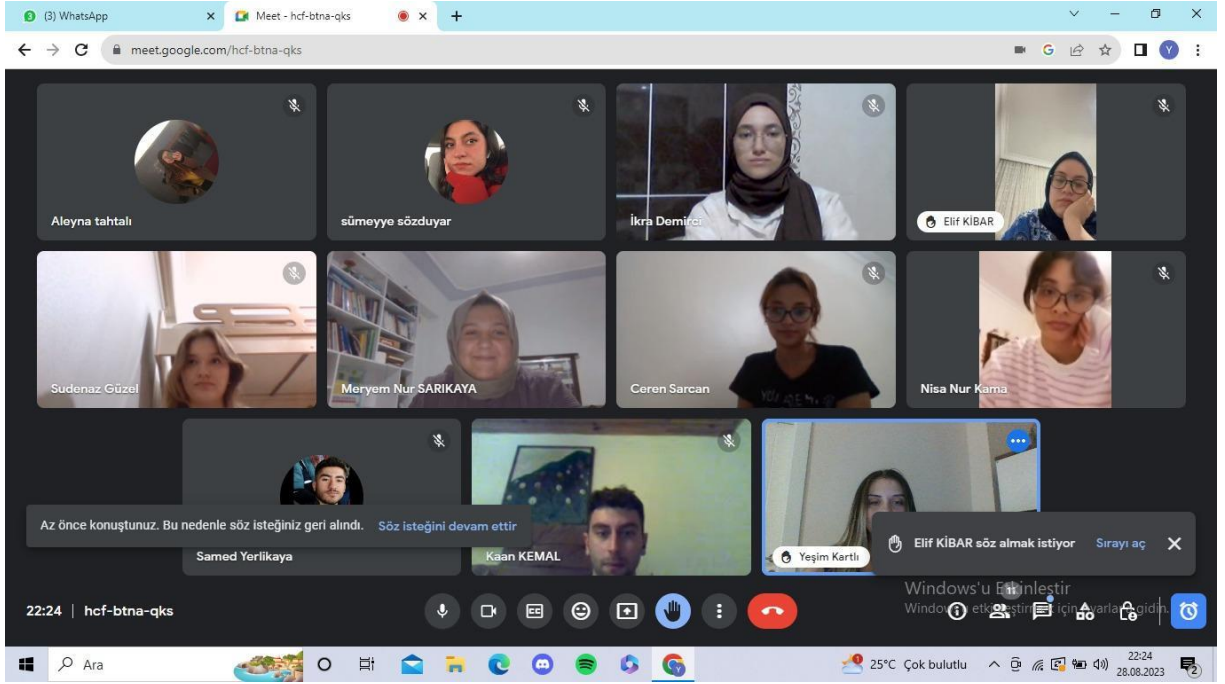 (3) WhatsApp
Meet - hcf-btna-qks
meet.google.com/hcf-btna-qks
Aleyna tahtalı
sümeyye sözduyar
İkra Demirci
Elif KİBAR
Sudenaz Güzel
Meryem Nur SARIKAYA
Ceren Sarcan
Nisa Nur Kama
Az önce konuştunuz. Bu nedenle söz isteğiniz geri alındı. Söz isteğini devam ettir
Samed Yerlikaya
Kaan KEMAL
Yeşim Kartlı
Elif KİBAR söz almak istiyor Sırayı aç
Windows'u Etkinleştir
22:24 | hcf-btna-qks
11
Ara
25°C Çok bulutlu
22:24
28.08.2023